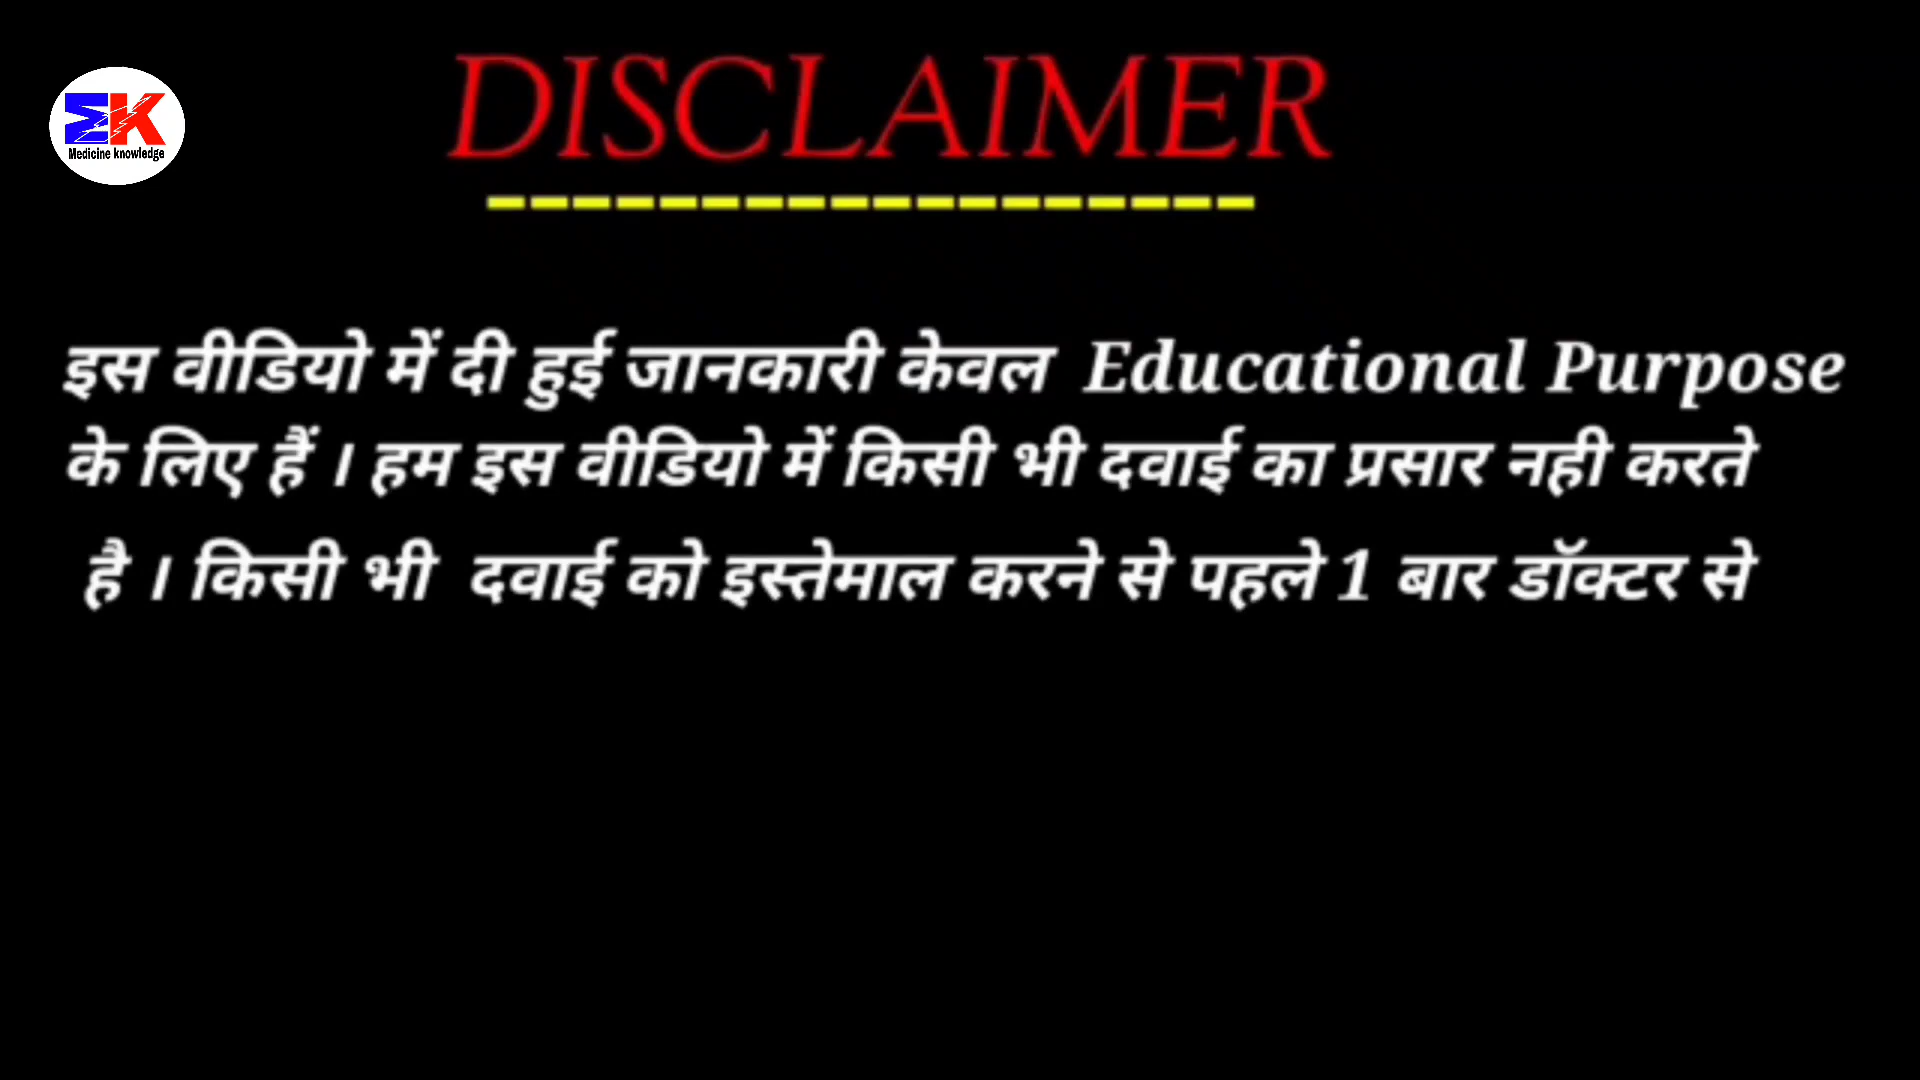 DISCLAIMER
MK
Medicine knowledge
इस वीडियो में दी हुई जानकारी केवल Educational Purpose
के लिए हैं । हम इस वीडियो में किसी भी दवाई का प्रसार नही करते
है । किसी भी दवाई को इस्तेमाल करने से पहले 1 बार डॉक्टर से